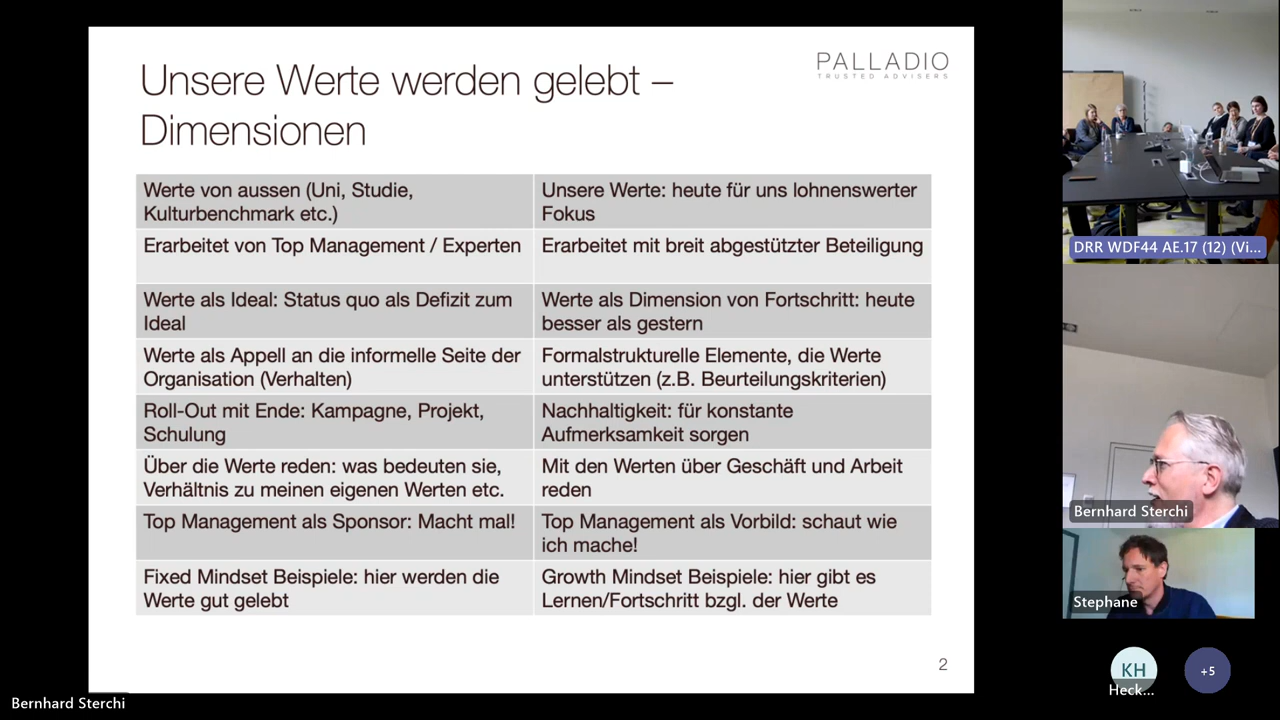 Unsere Werte werden gelebt –
Dimensionen
PALLADIO
TRUSTED ADVISERS
Werte von aussen (Uni, Studie,
Kulturbenchmark etc.)
Unsere Werte: heute für uns lohnenswerter
Fokus
Erarbeitet von Top Management / Experten
Erarbeitet mit breit abgestützter Beteiligung
Werte als Ideal: Status quo als Defizit zum
Ideal
Werte als Dimension von Fortschritt: heute
besser als gestern
Werte als Appell an die informelle Seite der
Organisation (Verhalten)
Formalstrukturelle Elemente, die Werte
unterstützen (z.B. Beurteilungskriterien)
Roll-Out mit Ende: Kampagne, Projekt,
Schulung
Nachhaltigkeit: für konstante
Aufmerksamkeit sorgen
Über die Werte reden: was bedeuten sie,
Verhältnis zu meinen eigenen Werten etc.
Mit den Werten über Geschäft und Arbeit
reden
Top Management als Sponsor: Macht mal!
Top Management als Vorbild: schaut wie
ich mache!
Fixed Mindset Beispiele: hier werden die
Werte gut gelebt
Growth Mindset Beispiele: hier gibt es
Lernen/Fortschritt bzgl. der Werte
2
Bernhard Sterchi
DRR WDF44 AE.17 (12) (Vi...
Bernhard Sterchi
Stephane
KH
Heck...
+5